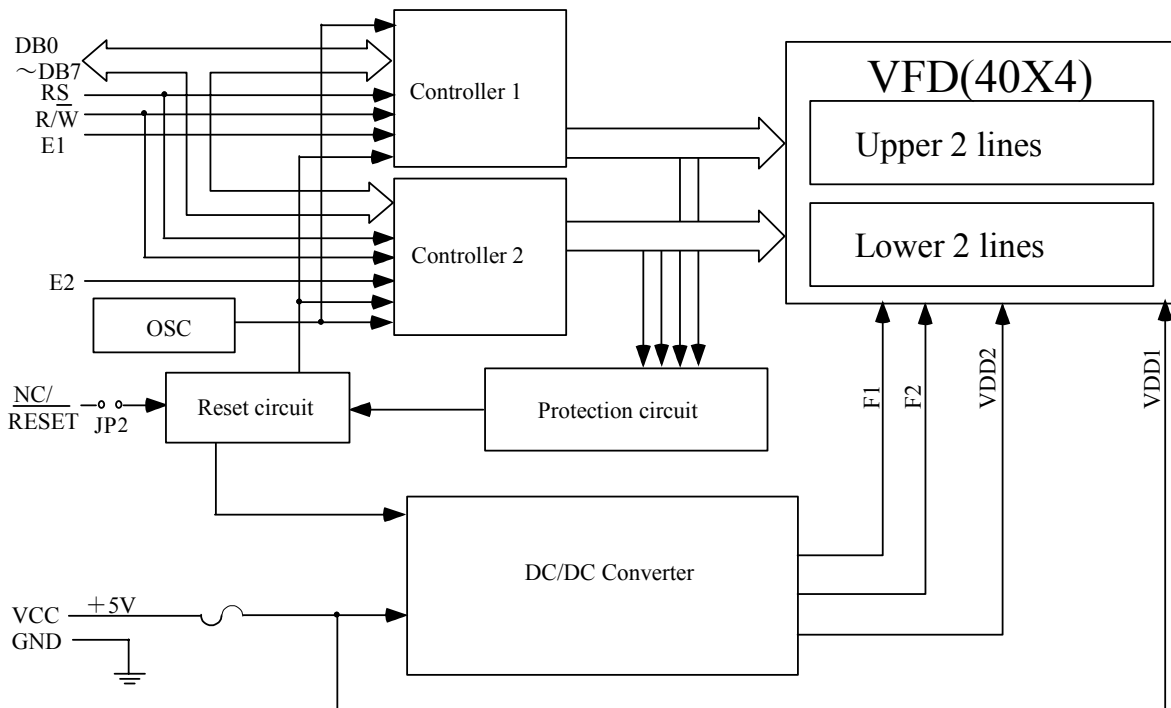 DB0
～DB7
RS
R/W̅
E1
Controller 1
VFD(40X4)
Upper 2 lines
Controller 2
Lower 2 lines
E2
OSC
NC/
RESET
JP2
Reset circuit
Protection circuit
F1
F2
VDD2
VDD1
DC/DC Converter
VCC
＋5V
GND